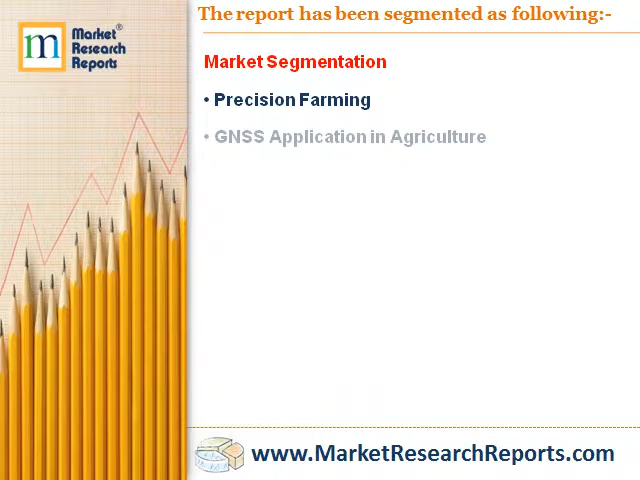 The report has been segmented as following:-
m
Market®
Research
Reports
Market Segmentation
• Precision Farming
• GNSS Application in Agriculture
www.MarketResearchReports.com